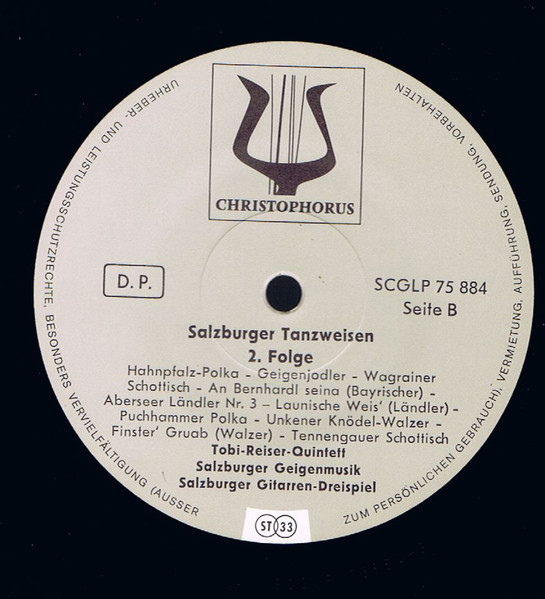 CHRISTOPHORUS
D. P.
SCGLP 75 884
Seite B
Salzburger Tanzweisen
2. Folge
Hahnpfalz-Polka - Geigenjodler - Wagrainer
Schottisch - An Bernhardl seina (Bayrischer) -
Aberseer Ländler Nr. 3 – Launische Weis' (Ländler) -
Puchhammer Polka - Unkener Knödel-Walzer -
Finster' Gruab (Walzer) - Tennengauer Schottisch
Tobi-Reiser-Quintett
Salzburger Geigenmusik
Salzburger Gitarren-Dreispiel
ST 33
URHEBER- UND LEISTUNGSSCHUTZRECHTE, BESONDERS VERVIELFÄLTIGUNG (AUSSER
ZUM PERSÖNLICHEN GEBRAUCH), VERMIETUNG, AUFFÜHRUNG, SENDUNG, VORBEHALTEN